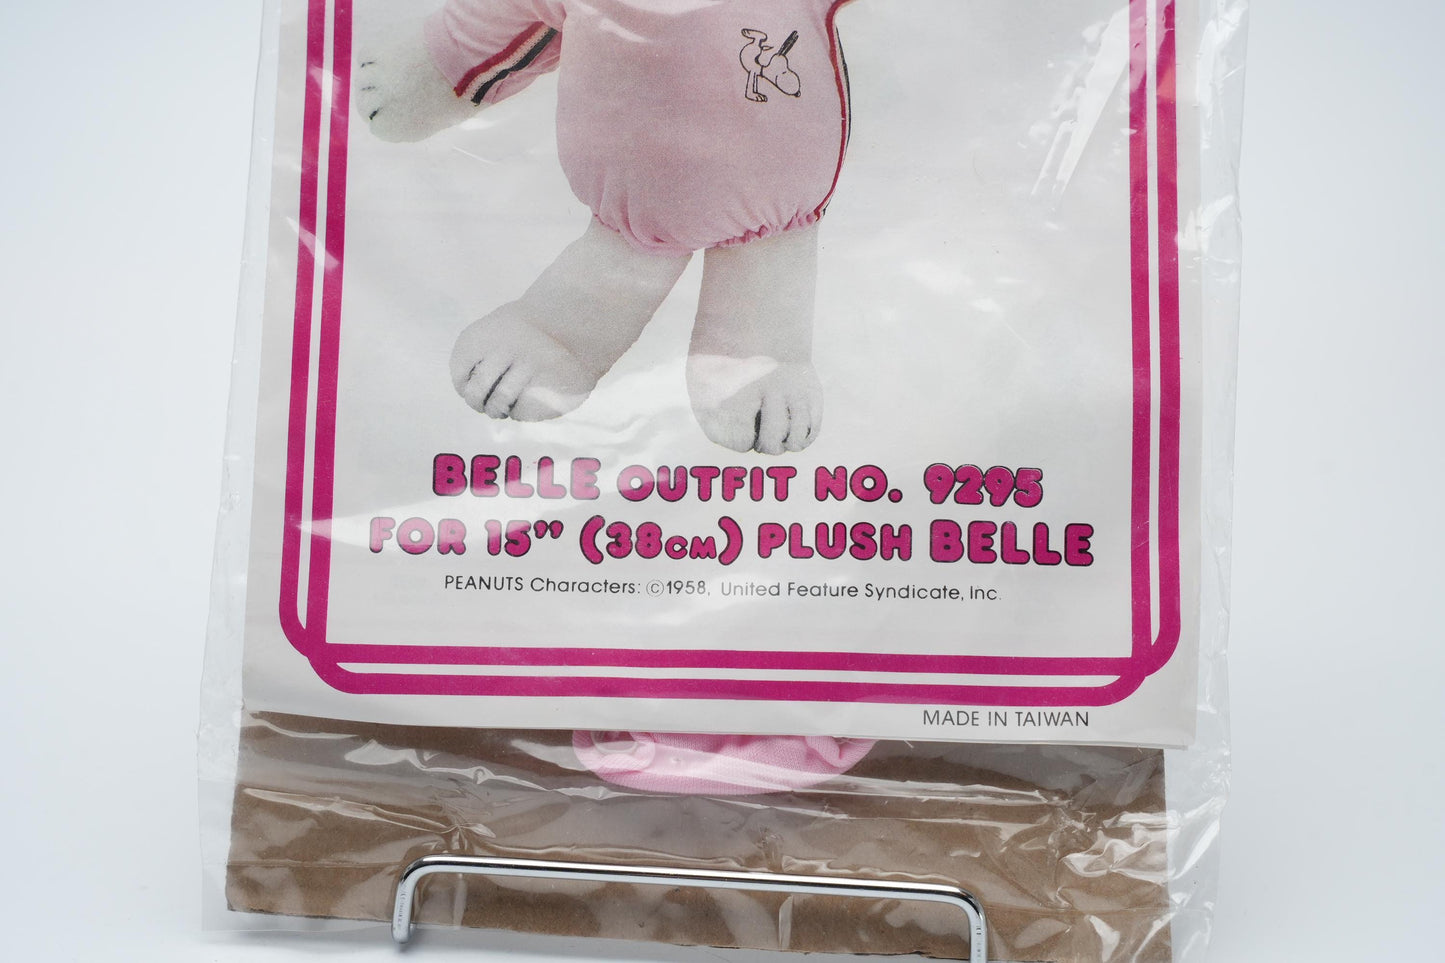 BELLE OUTFIT NO. 9295
FOR 15” (38CM) PLUSH BELLE
PEANUTS Characters: ©1958, United Feature Syndicate, Inc.
MADE IN TAIWAN